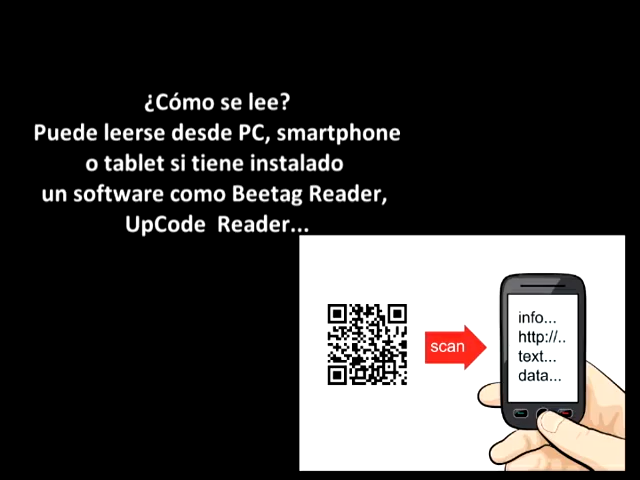 ¿Cómo se lee?
Puede leerse desde PC, smartphone
o tablet si tiene instalado
un software como Beetag Reader,
UpCode Reader...
scan
info...
http://..
text...
data...